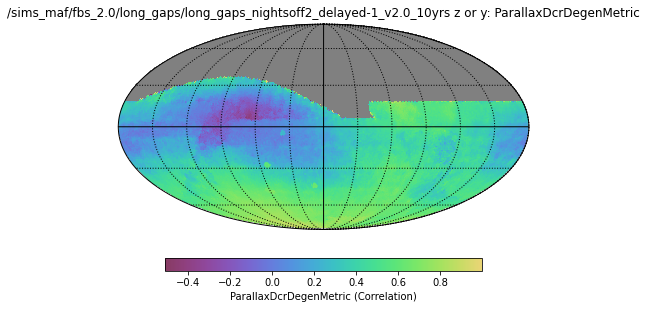 /sims_maf/fbs_2.0/long_gaps/long_gaps_nightsoff2_delayed-1_v2.0_10yrs z or y: ParallaxDcrDegenMetric
−0.4 −0.2 0.0 0.2 0.4 0.6 0.8
ParallaxDcrDegenMetric (Correlation)